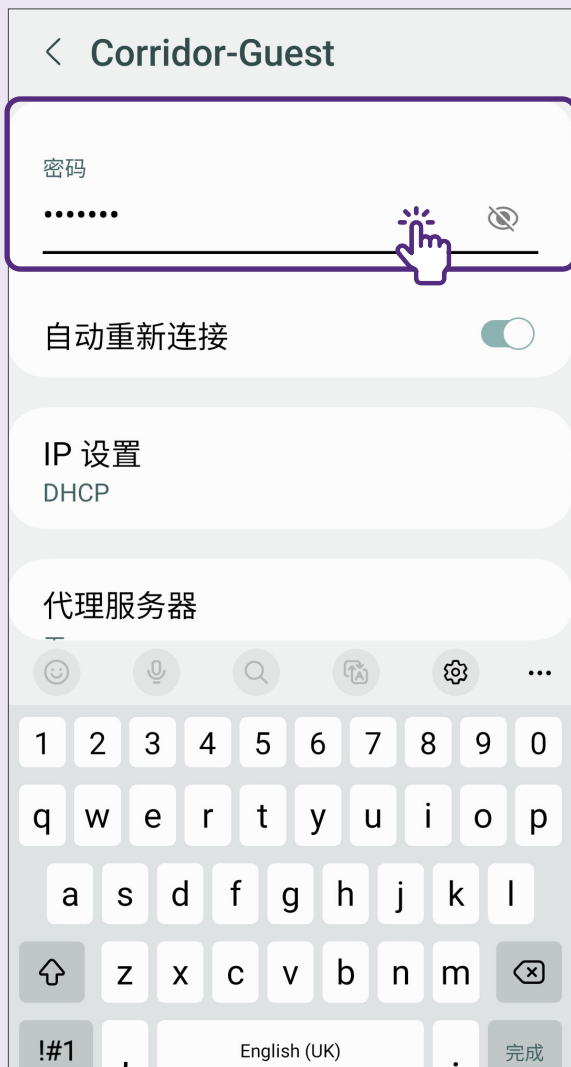 Corridor-Guest
密码
•••••••
自动重新连接
IP 设置
DHCP
代理服务器
1 2 3 4 5 6 7 8 9 0
q w e r t y u i o p
a s d f g h j k l
z x c v b n m
!#1 , English (UK) . 完成